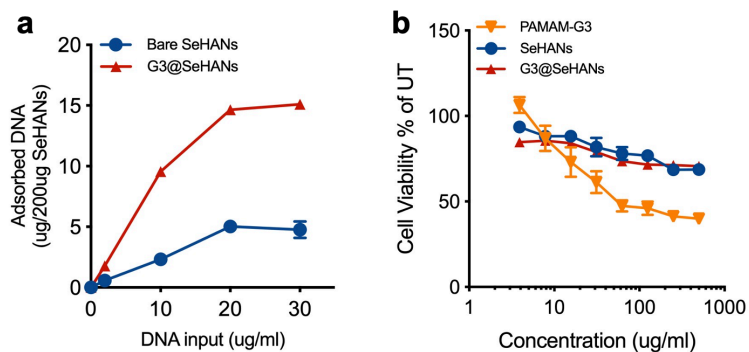 a
Bare SeHANs
G3@SeHANs
Adsorbed DNA
(ug/200ug SeHANs)
20
15
10
5
0
0 10 20 30
DNA input (ug/ml)
b
PAMAM-G3
SeHANs
G3@SeHANs
Cell Viability % of UT
150
100
50
0
1 10 100 1000
Concentration (ug/ml)